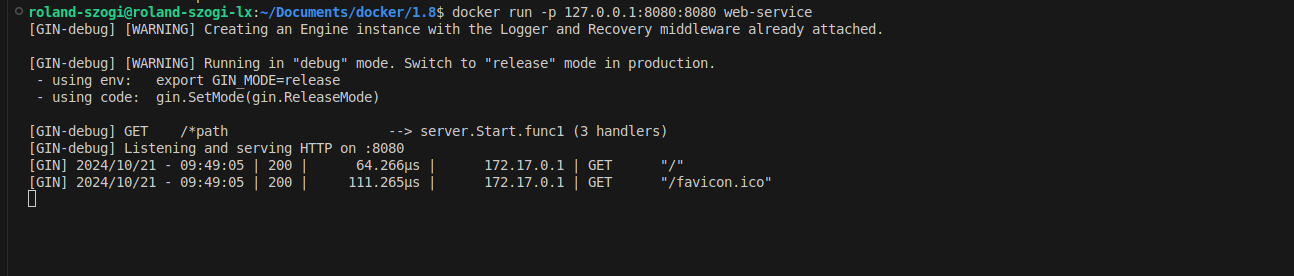 roland-szogi@roland-szogi-lx:~/Documents/docker/1.8$ docker run -p 127.0.0.1:8080:8080 web-service
[GIN-debug] [WARNING] Creating an Engine instance with the Logger and Recovery middleware already attached.
[GIN-debug] [WARNING] Running in "debug" mode. Switch to "release" mode in production.
 - using env:   export GIN_MODE=release
 - using code:  gin.SetMode(gin.ReleaseMode)
[GIN-debug] GET    /*path                    --> server.Start.func1 (3 handlers)
[GIN-debug] Listening and serving HTTP on :8080
[GIN] 2024/10/21 - 09:49:05 | 200 |      64.266µs |      172.17.0.1 | GET      "/"
[GIN] 2024/10/21 - 09:49:05 | 200 |     111.265µs |      172.17.0.1 | GET      "/favicon.ico"